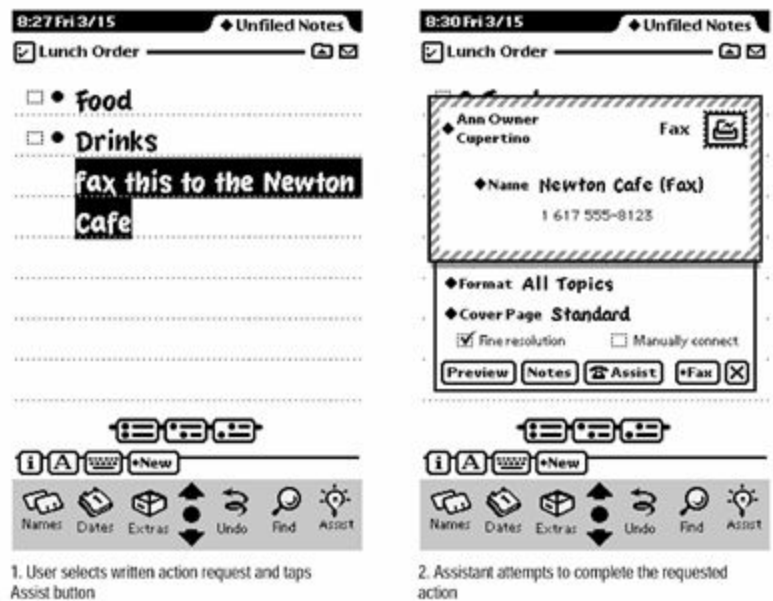 8:27 Fri 3/15
Unfiled Notes
Lunch Order
Food
Drinks
fax this to the Newton
Cafe
i A New
Names Dates Extras Undo Find Assist
1. User selects written action request and taps
Assist button
8:30 Fri 3/15
Unfiled Notes
Lunch Order
Ann Owner
Cupertino
Fax
Name Newton Cafe (Fax)
1 617 555-8123
Format All Topics
Cover Page Standard
Fine resolution Manually connect
Preview Notes Assist Fax X
i A New
Names Dates Extras Undo Find Assist
2. Assistant attempts to complete the requested
action